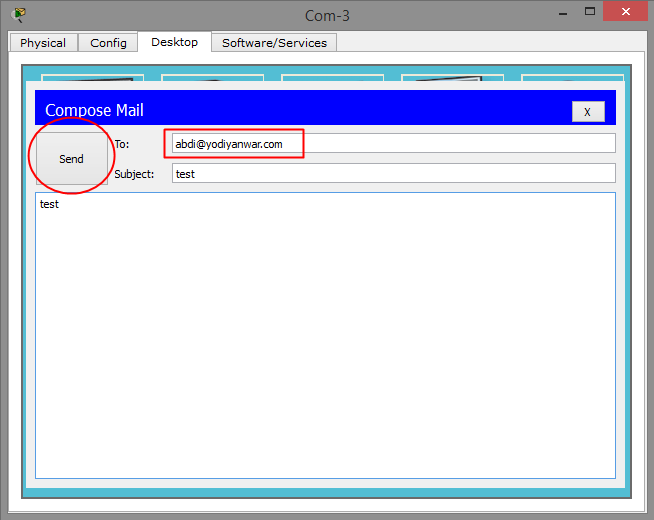 Com-3
Physical Config Desktop Software/Services
Compose Mail X
Send
To: abdi@yodiyanwar.com
Subject: test
test